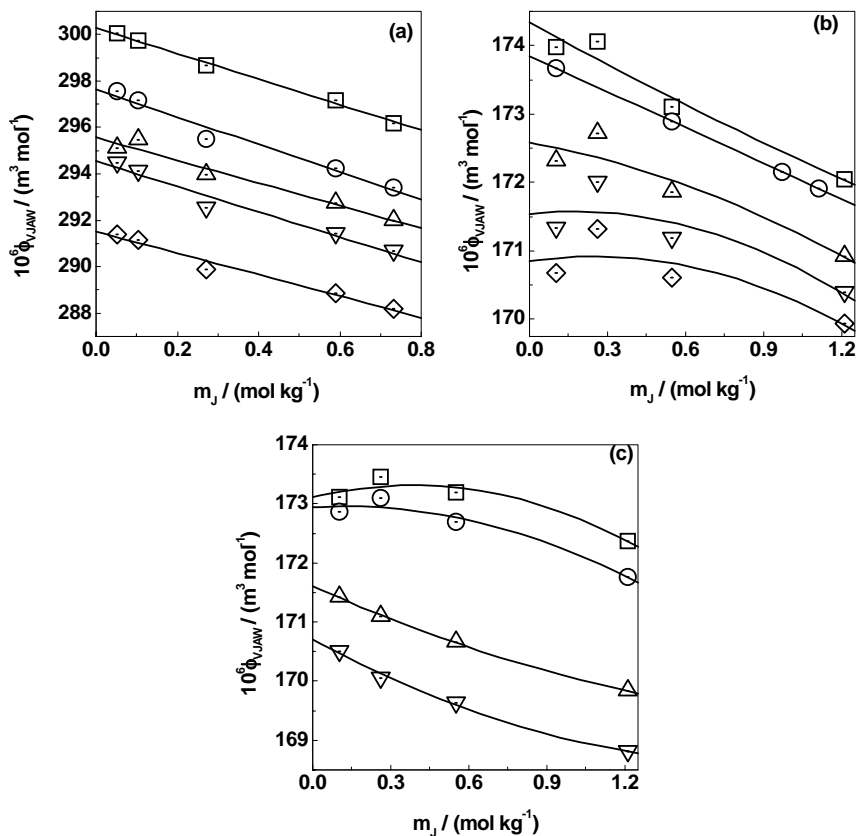 (a)
300
298
296
294
292
290
288
0.0 0.2 0.4 0.6 0.8
10⁶ϕVJAW / (m³ mol⁻¹)
mJ / (mol kg⁻¹)
(b)
174
173
172
171
170
0.0 0.3 0.6 0.9 1.2
10⁶ϕVJAW / (m³ mol⁻¹)
mJ / (mol kg⁻¹)
(c)
174
173
172
171
170
169
0.0 0.3 0.6 0.9 1.2
10⁶ϕVJAW / (m³ mol⁻¹)
mJ / (mol kg⁻¹)